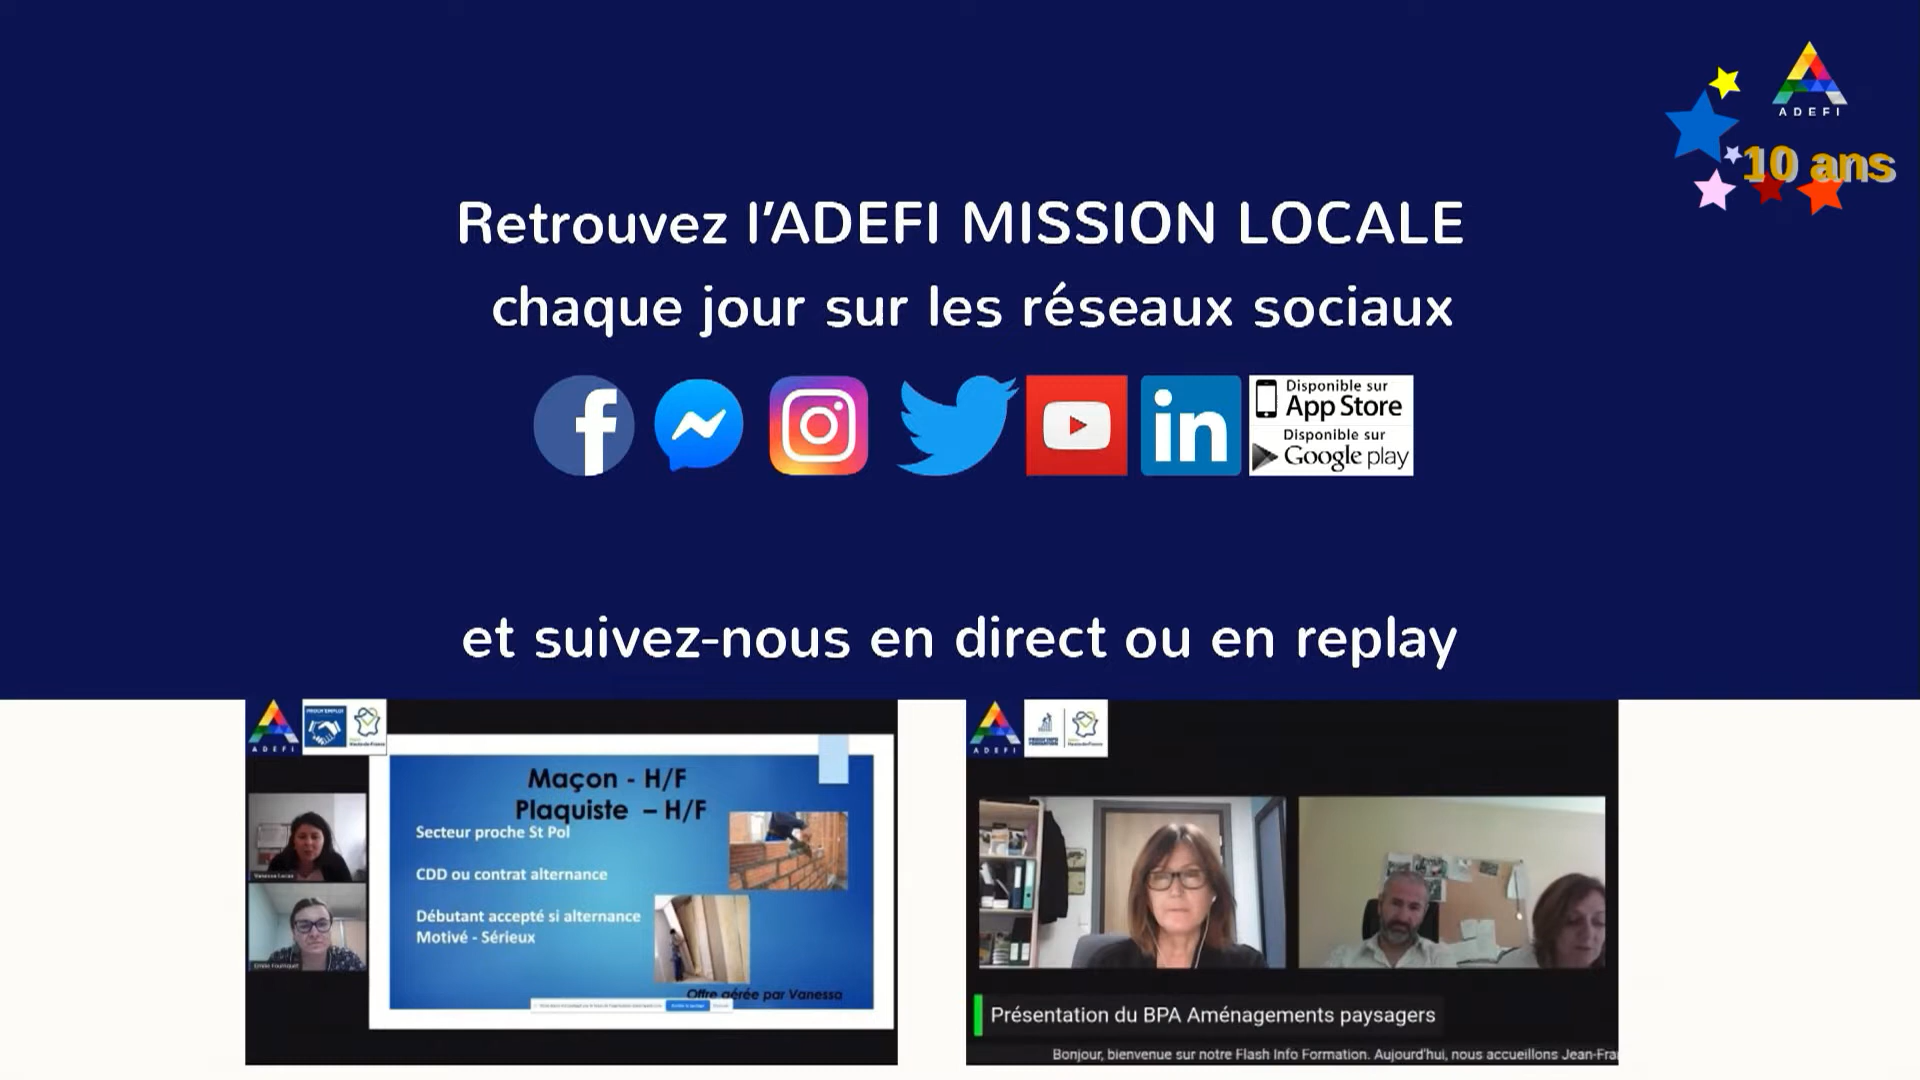 ADEFI
10 ans
Retrouvez l'ADEFI MISSION LOCALE
chaque jour sur les réseaux sociaux
Disponible sur
App Store
Disponible sur
Google play
et suivez-nous en direct ou en replay
ADEFI
Maçon - H/F
Plaquiste – H/F
Secteur proche St Pol
CDD ou contrat alternance
Débutant accepté si alternance
Motivé - Sérieux
Offre gérée par Vanessa
ADEFI
Présentation du BPA Aménagements paysagers
Bonjour, bienvenue sur notre Flash Info Formation. Aujourd'hui, nous accueillons Jean-Fra